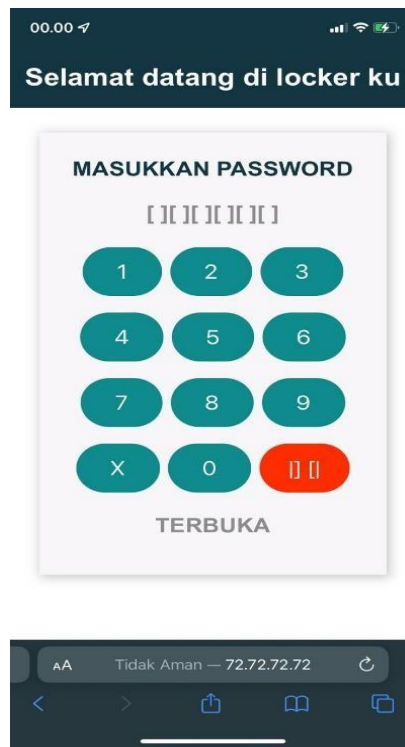 00.00
Selamat datang di locker ku
MASUKKAN PASSWORD
[ ][ ][ ][ ][ ][ ]
1 2 3
4 5 6
7 8 9
X 0 |] [|
TERBUKA
AA Tidak Aman — 72.72.72.72